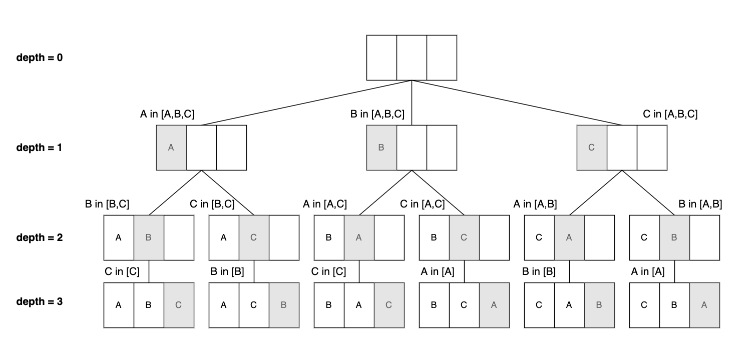 depth = 0
A in [A,B,C]
B in [A,B,C]
C in [A,B,C]
depth = 1
A
B
C
B in [B,C]
C in [B,C]
A in [A,C]
C in [A,C]
A in [A,B]
B in [A,B]
depth = 2
A B
A C
B A
B C
C A
C B
C in [C]
B in [B]
C in [C]
A in [A]
B in [B]
A in [A]
depth = 3
A B C
A C B
B A C
B C A
C A B
C B A